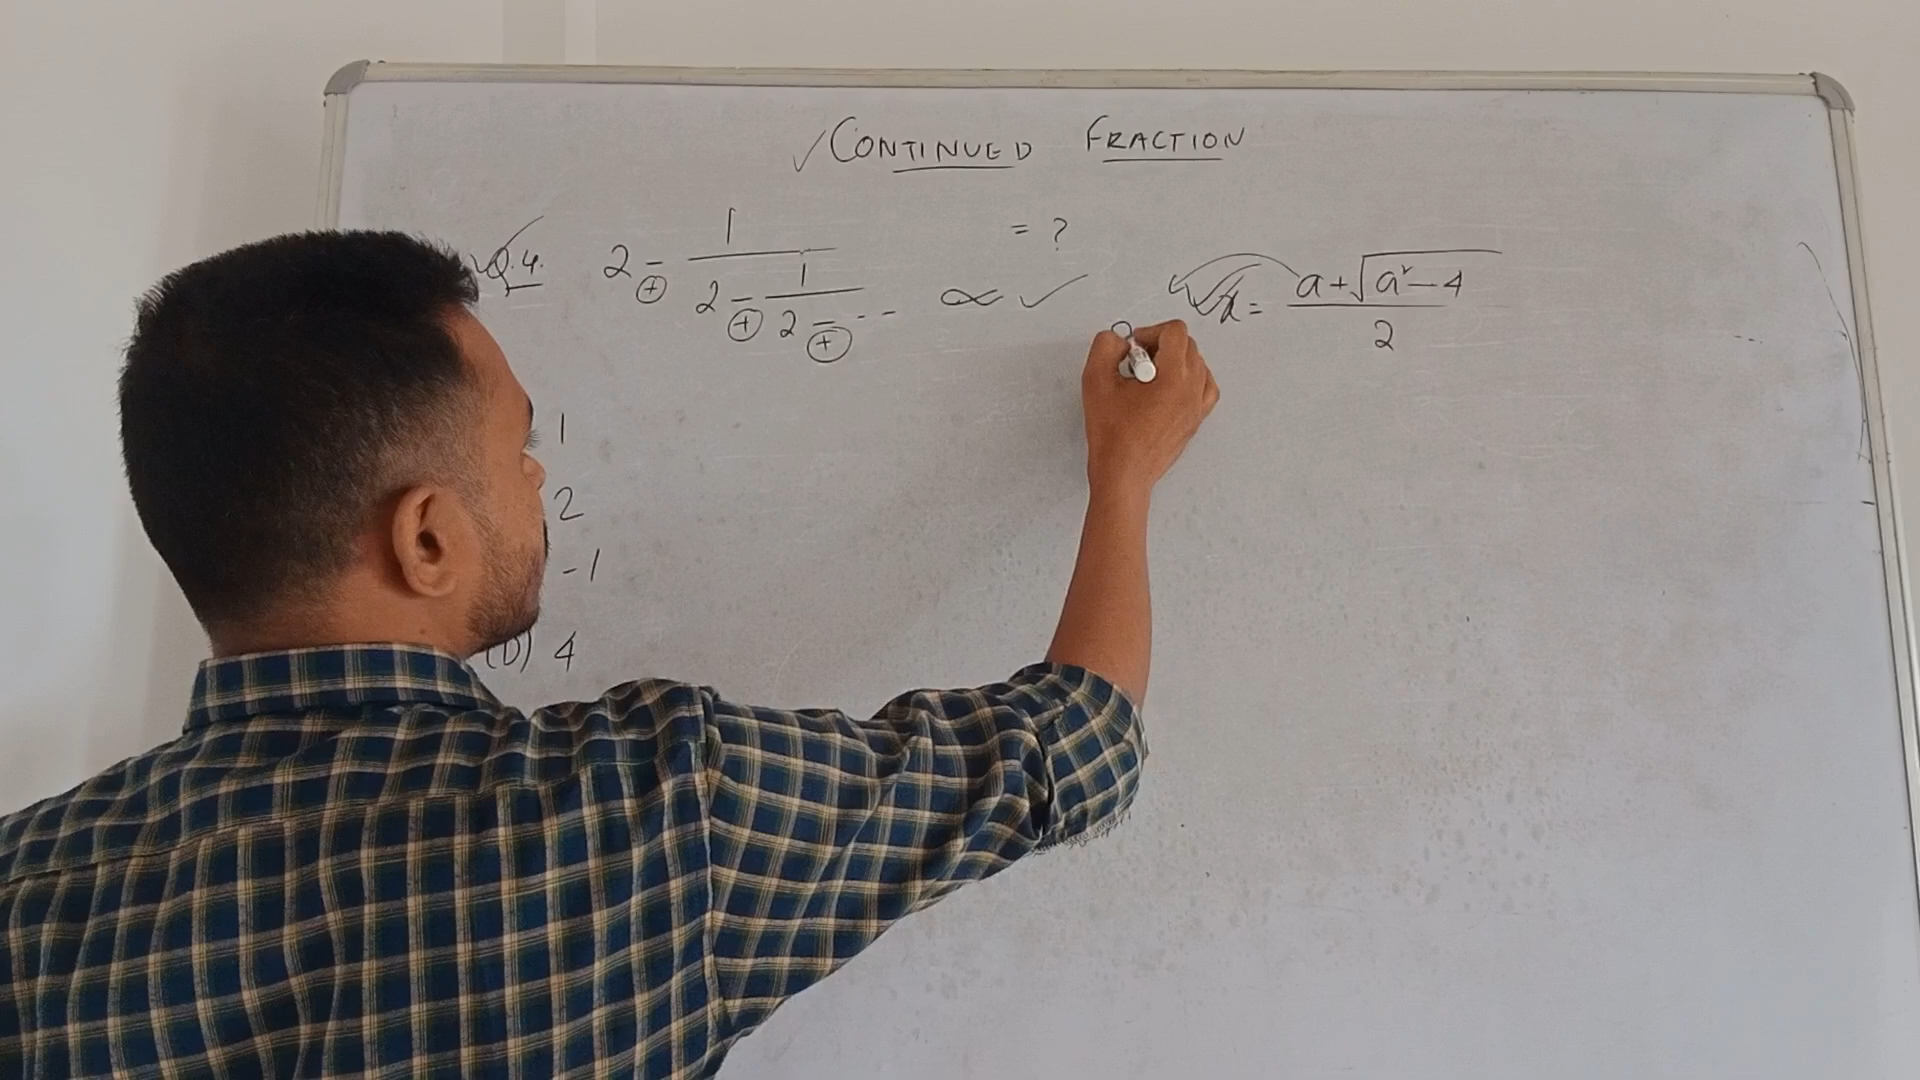 ✓CONTINUED FRACTION
Q.4. 2 - 1/(2 - 1/(2 - ... ∝ ✓ = ?
(+) (+) (+)
x = (a+√(a²-4))/2
1
2
-1
(D) 4